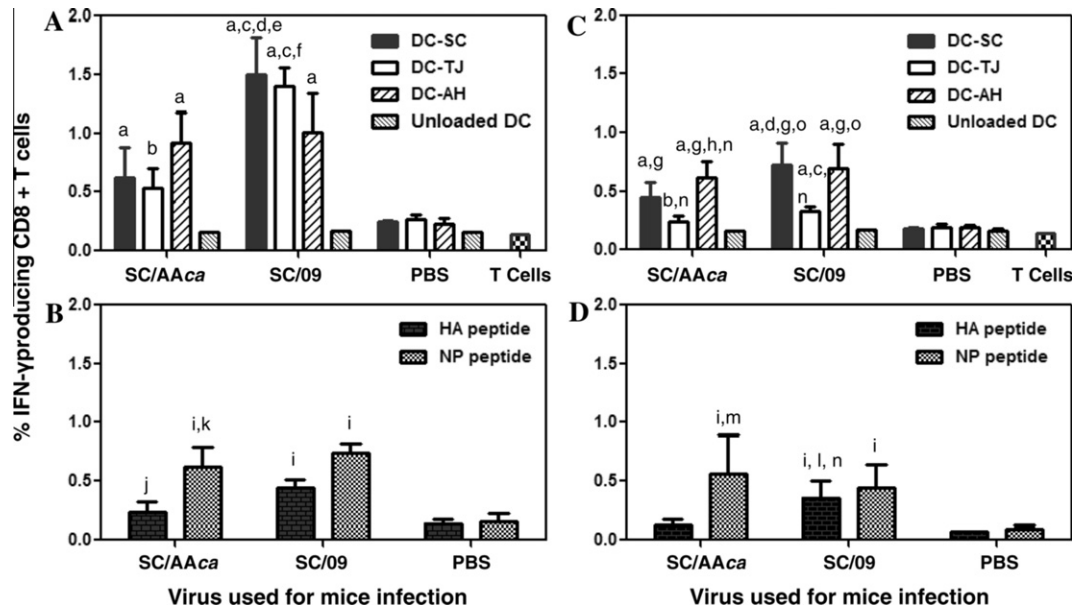 % IFN-γproducing CD8 + T cells
A
2.0
1.5
1.0
0.5
0.0
a
b
a
a,c,d,e
a,c,f
a
DC-SC
DC-TJ
DC-AH
Unloaded DC
SC/AAca
SC/09
PBS
T Cells
C
2.0
1.5
1.0
0.5
0.0
a,g
b,n
a,g,h,n
a,d,g,o
a,c,
n
a,g,o
DC-SC
DC-TJ
DC-AH
Unloaded DC
SC/AAca
SC/09
PBS
T Cells
B
2.0
1.5
1.0
0.5
0.0
j
i,k
i
i
HA peptide
NP peptide
SC/AAca
SC/09
PBS
Virus used for mice infection
D
2.0
1.5
1.0
0.5
0.0
i,m
i, l, n
i
HA peptide
NP peptide
SC/AAca
SC/09
PBS
Virus used for mice infection